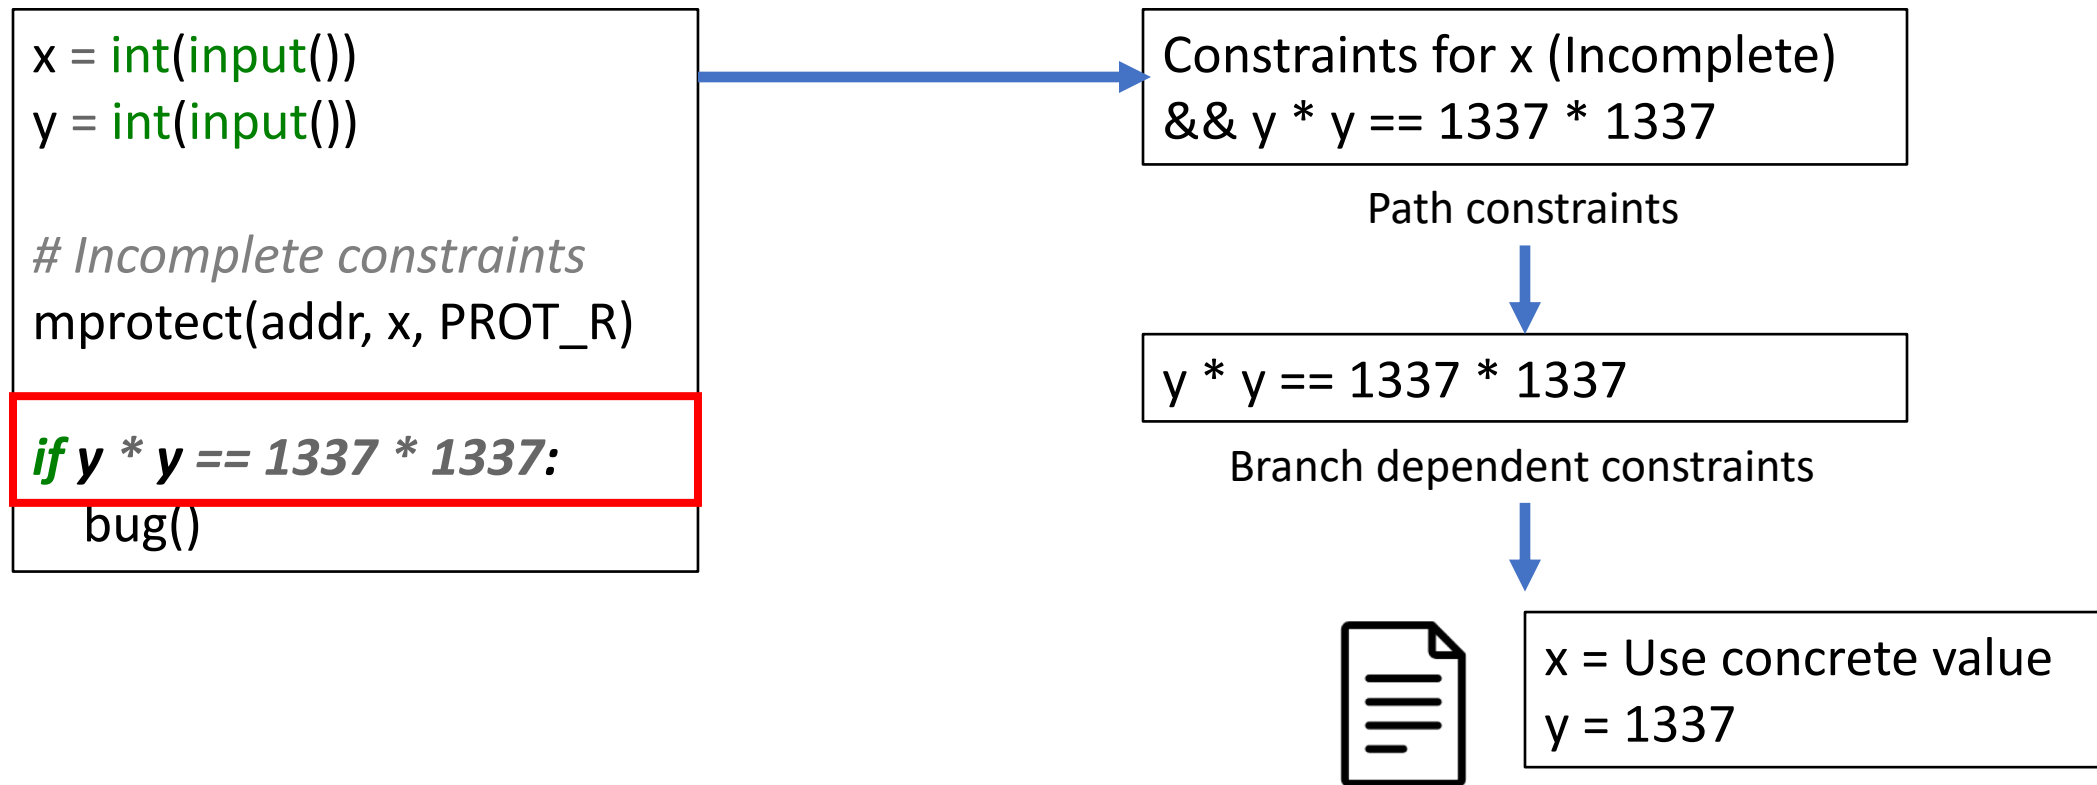 x = int(input())
y = int(input())
# Incomplete constraints
mprotect(addr, x, PROT_R)
if y * y == 1337 * 1337:
bug()
Constraints for x (Incomplete)
&& y * y == 1337 * 1337
Path constraints
y * y == 1337 * 1337
Branch dependent constraints
x = Use concrete value
y = 1337